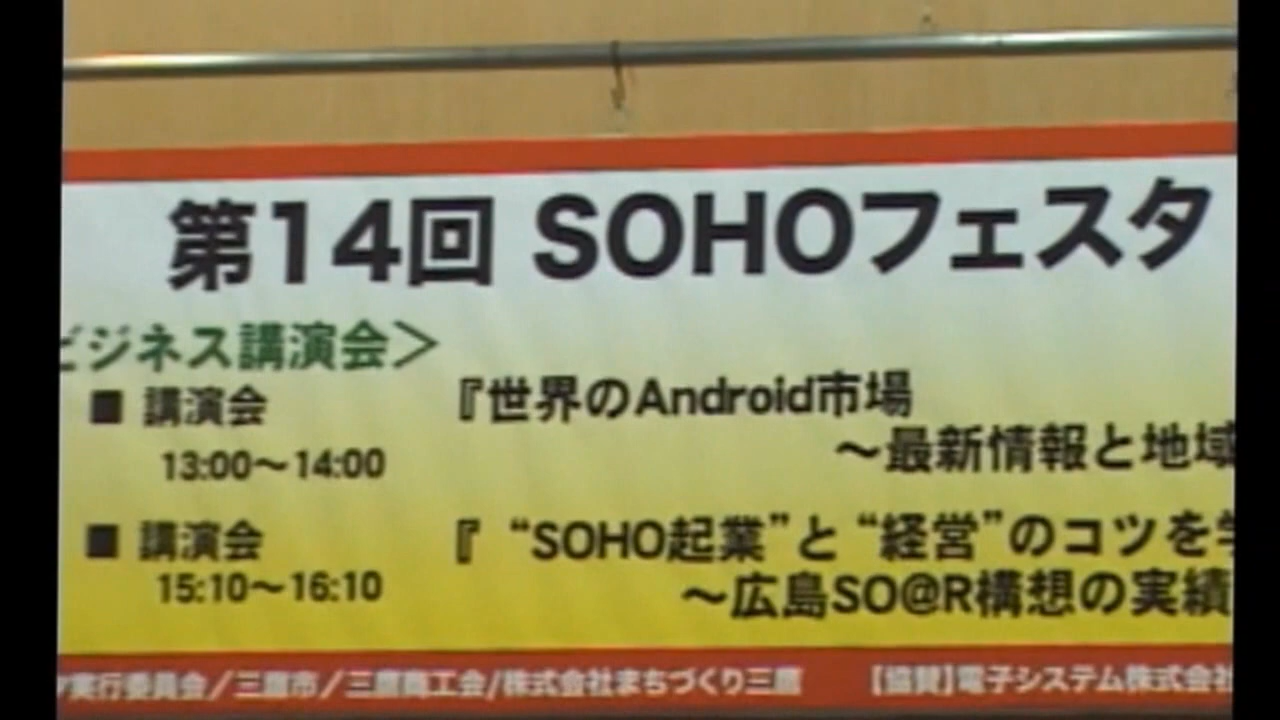 第14回 SOHOフェスタ
ビジネス講演会＞
■ 講演会 『世界のAndroid市場
13:00～14:00 ～最新情報と地域
■ 講演会 『 “SOHO起業”と“経営”のコツを学
15:10～16:10 ～広島SO@R構想の実績
実行委員会／三鷹市／三鷹商工会/株式会社まちづくり三鷹 【協賛】電子システム株式会社